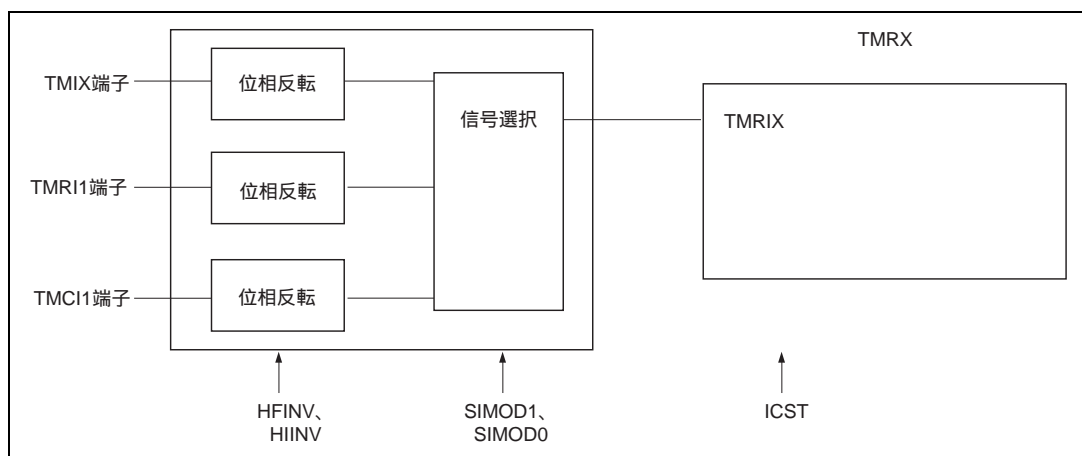 TMRX
TMIX端子
位相反転
信号選択
TMRIX
TMRI1端子
位相反転
TMCI1端子
位相反転
HFINV、
HIINV
SIMOD1、
SIMOD0
ICST